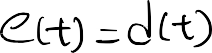 e(t) = d(t)